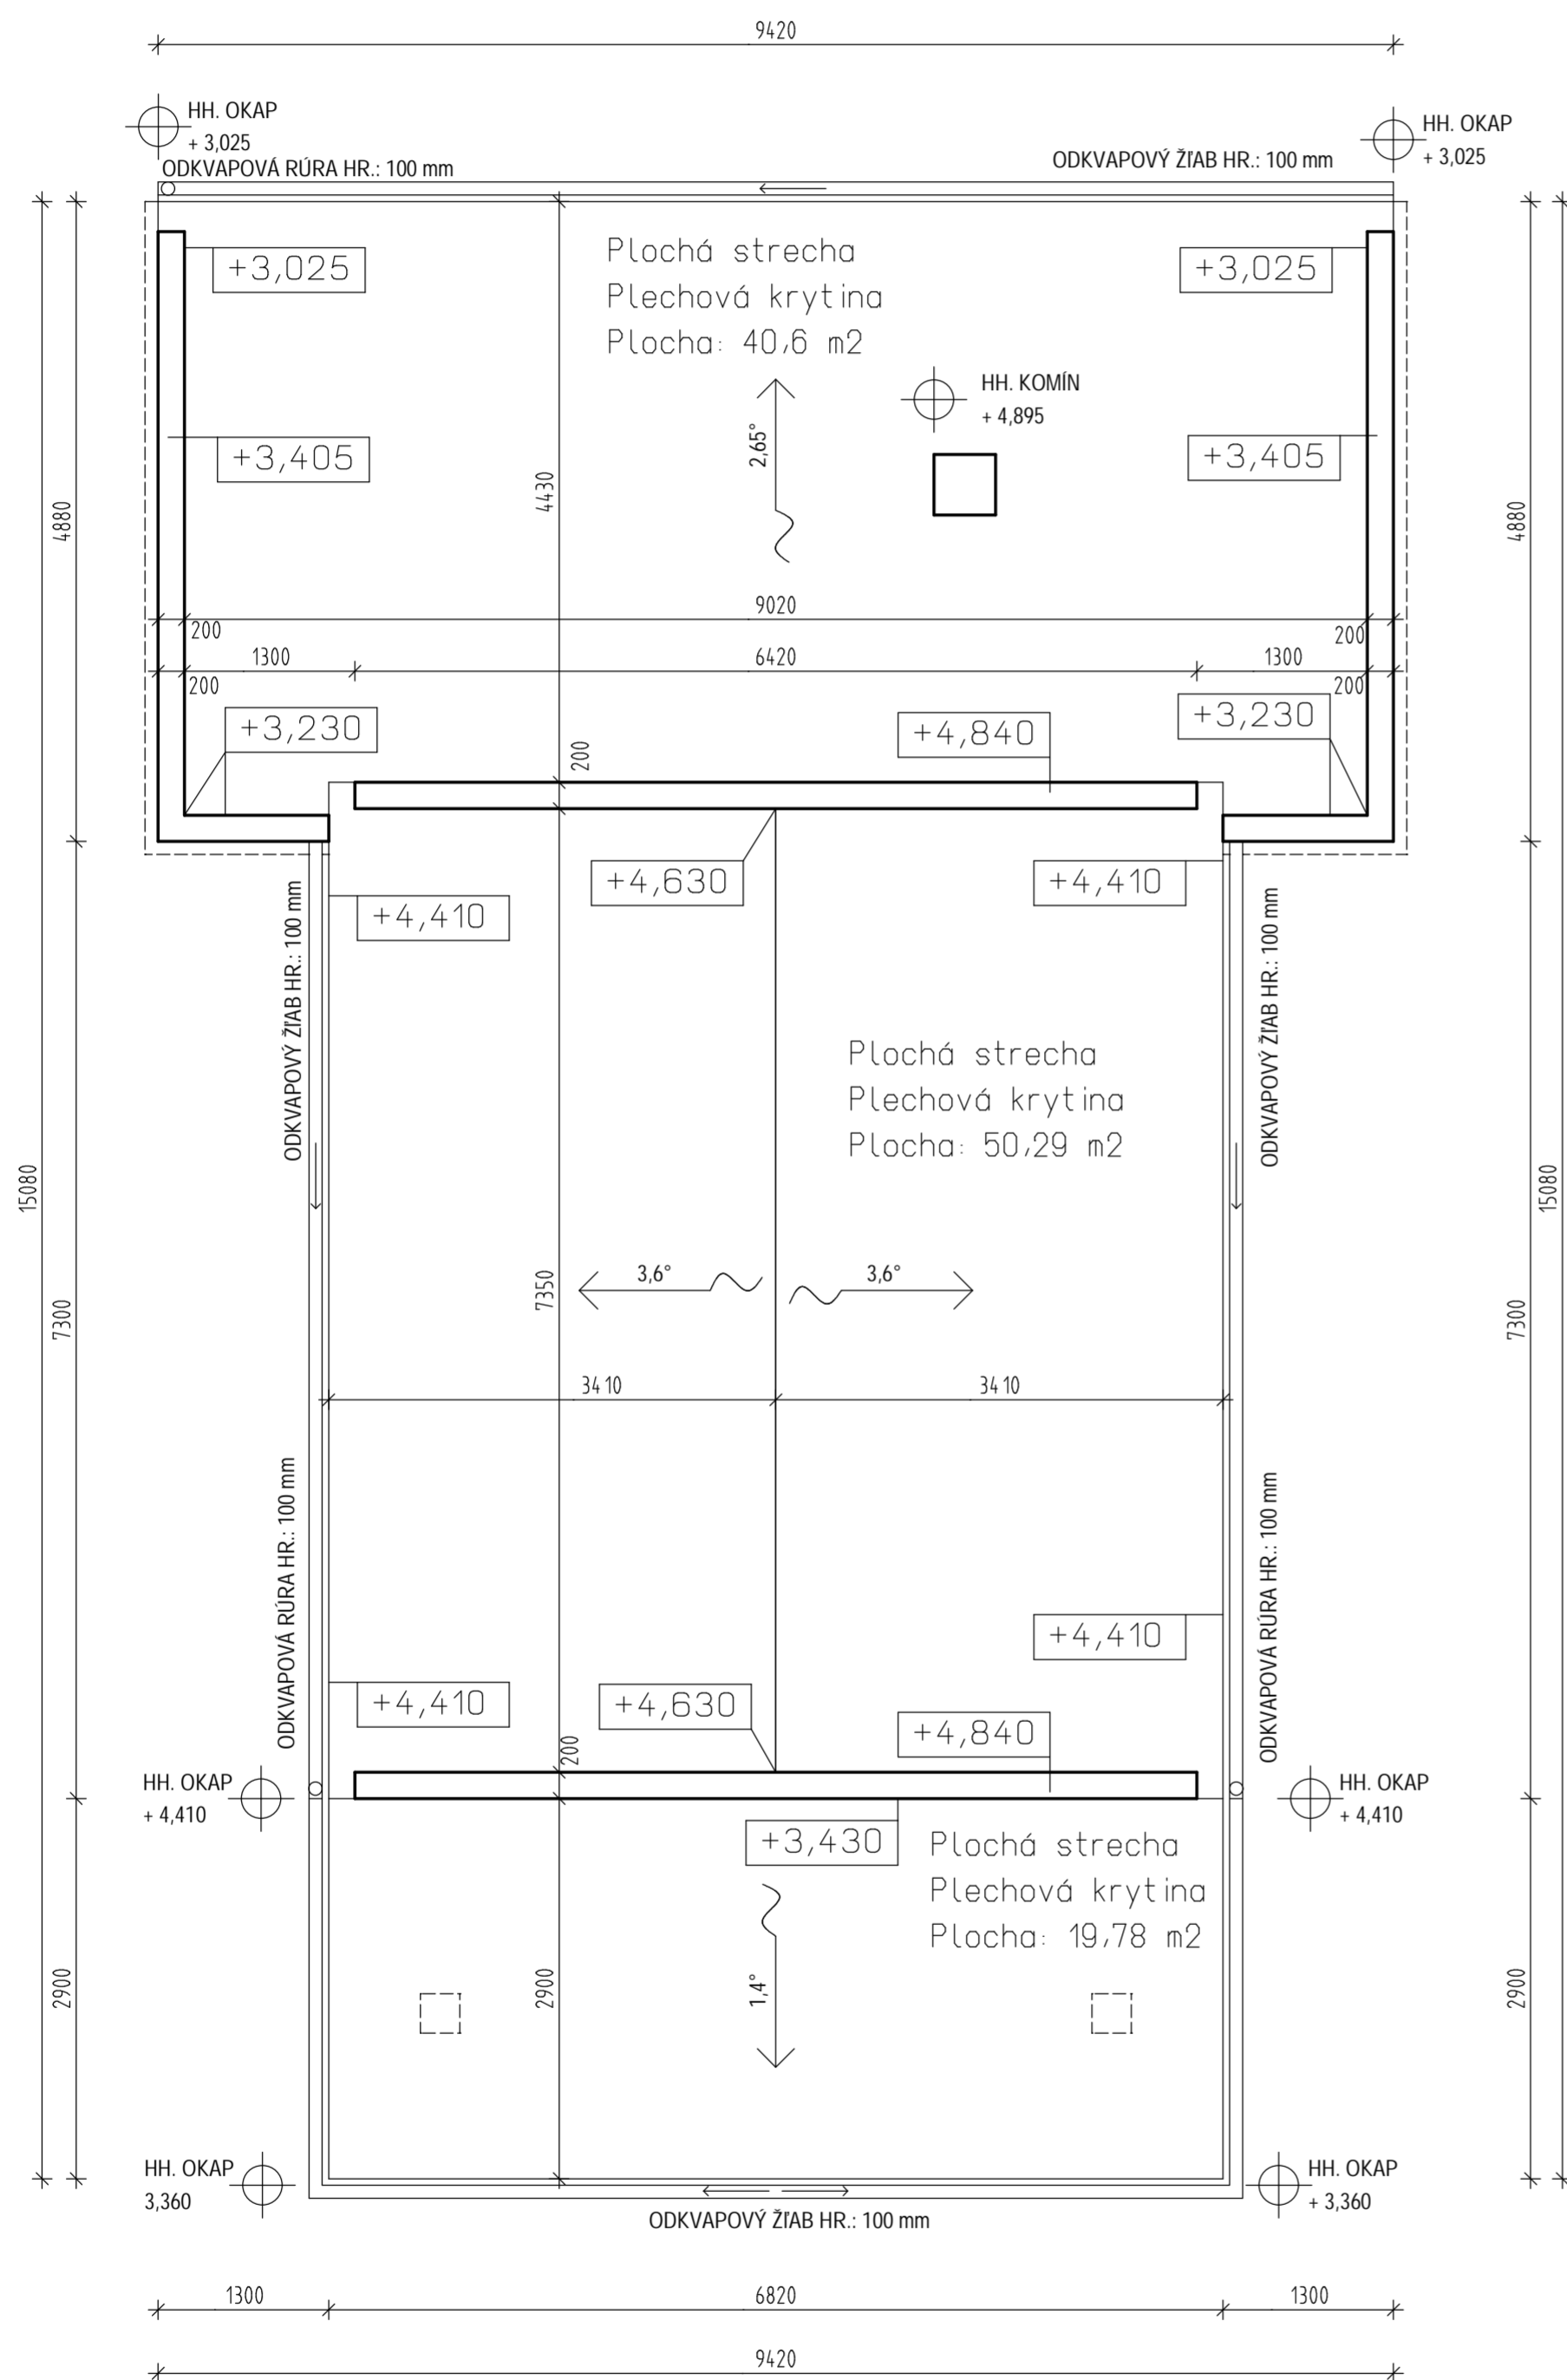 9420
HH. OKAP
+ 3,025
HH. OKAP
+ 3,025
ODKVAPOVÁ RÚRA HR.: 100 mm
ODKVAPOVÝ ŽĽAB HR.: 100 mm
Plochá strecha
Plechová krytina
Plocha: 40,6 m2
+3,025
+3,025
HH. KOMÍN
+ 4,895
2,65°
+3,405
+3,405
4430
4880
4880
9020
200
200
1300
6420
1300
200
200
+3,230
+4,840
+3,230
200
+4,630
+4,410
+4,410
ODKVAPOVÝ ŽĽAB HR.: 100 mm
ODKVAPOVÝ ŽĽAB HR.: 100 mm
Plochá strecha
Plechová krytina
Plocha: 50,29 m2
15080
15080
7300
7350
7300
3,6°
3,6°
3410
3410
ODKVAPOVÁ RÚRA HR.: 100 mm
ODKVAPOVÁ RÚRA HR.: 100 mm
+4,410
+4,410
+4,630
+4,840
200
HH. OKAP
+ 4,410
HH. OKAP
+ 4,410
+3,430
Plochá strecha
Plechová krytina
Plocha: 19,78 m2
2900
2900
1,4°
2900
HH. OKAP
3,360
HH. OKAP
+ 3,360
ODKVAPOVÝ ŽĽAB HR.: 100 mm
1300
6820
1300
9420